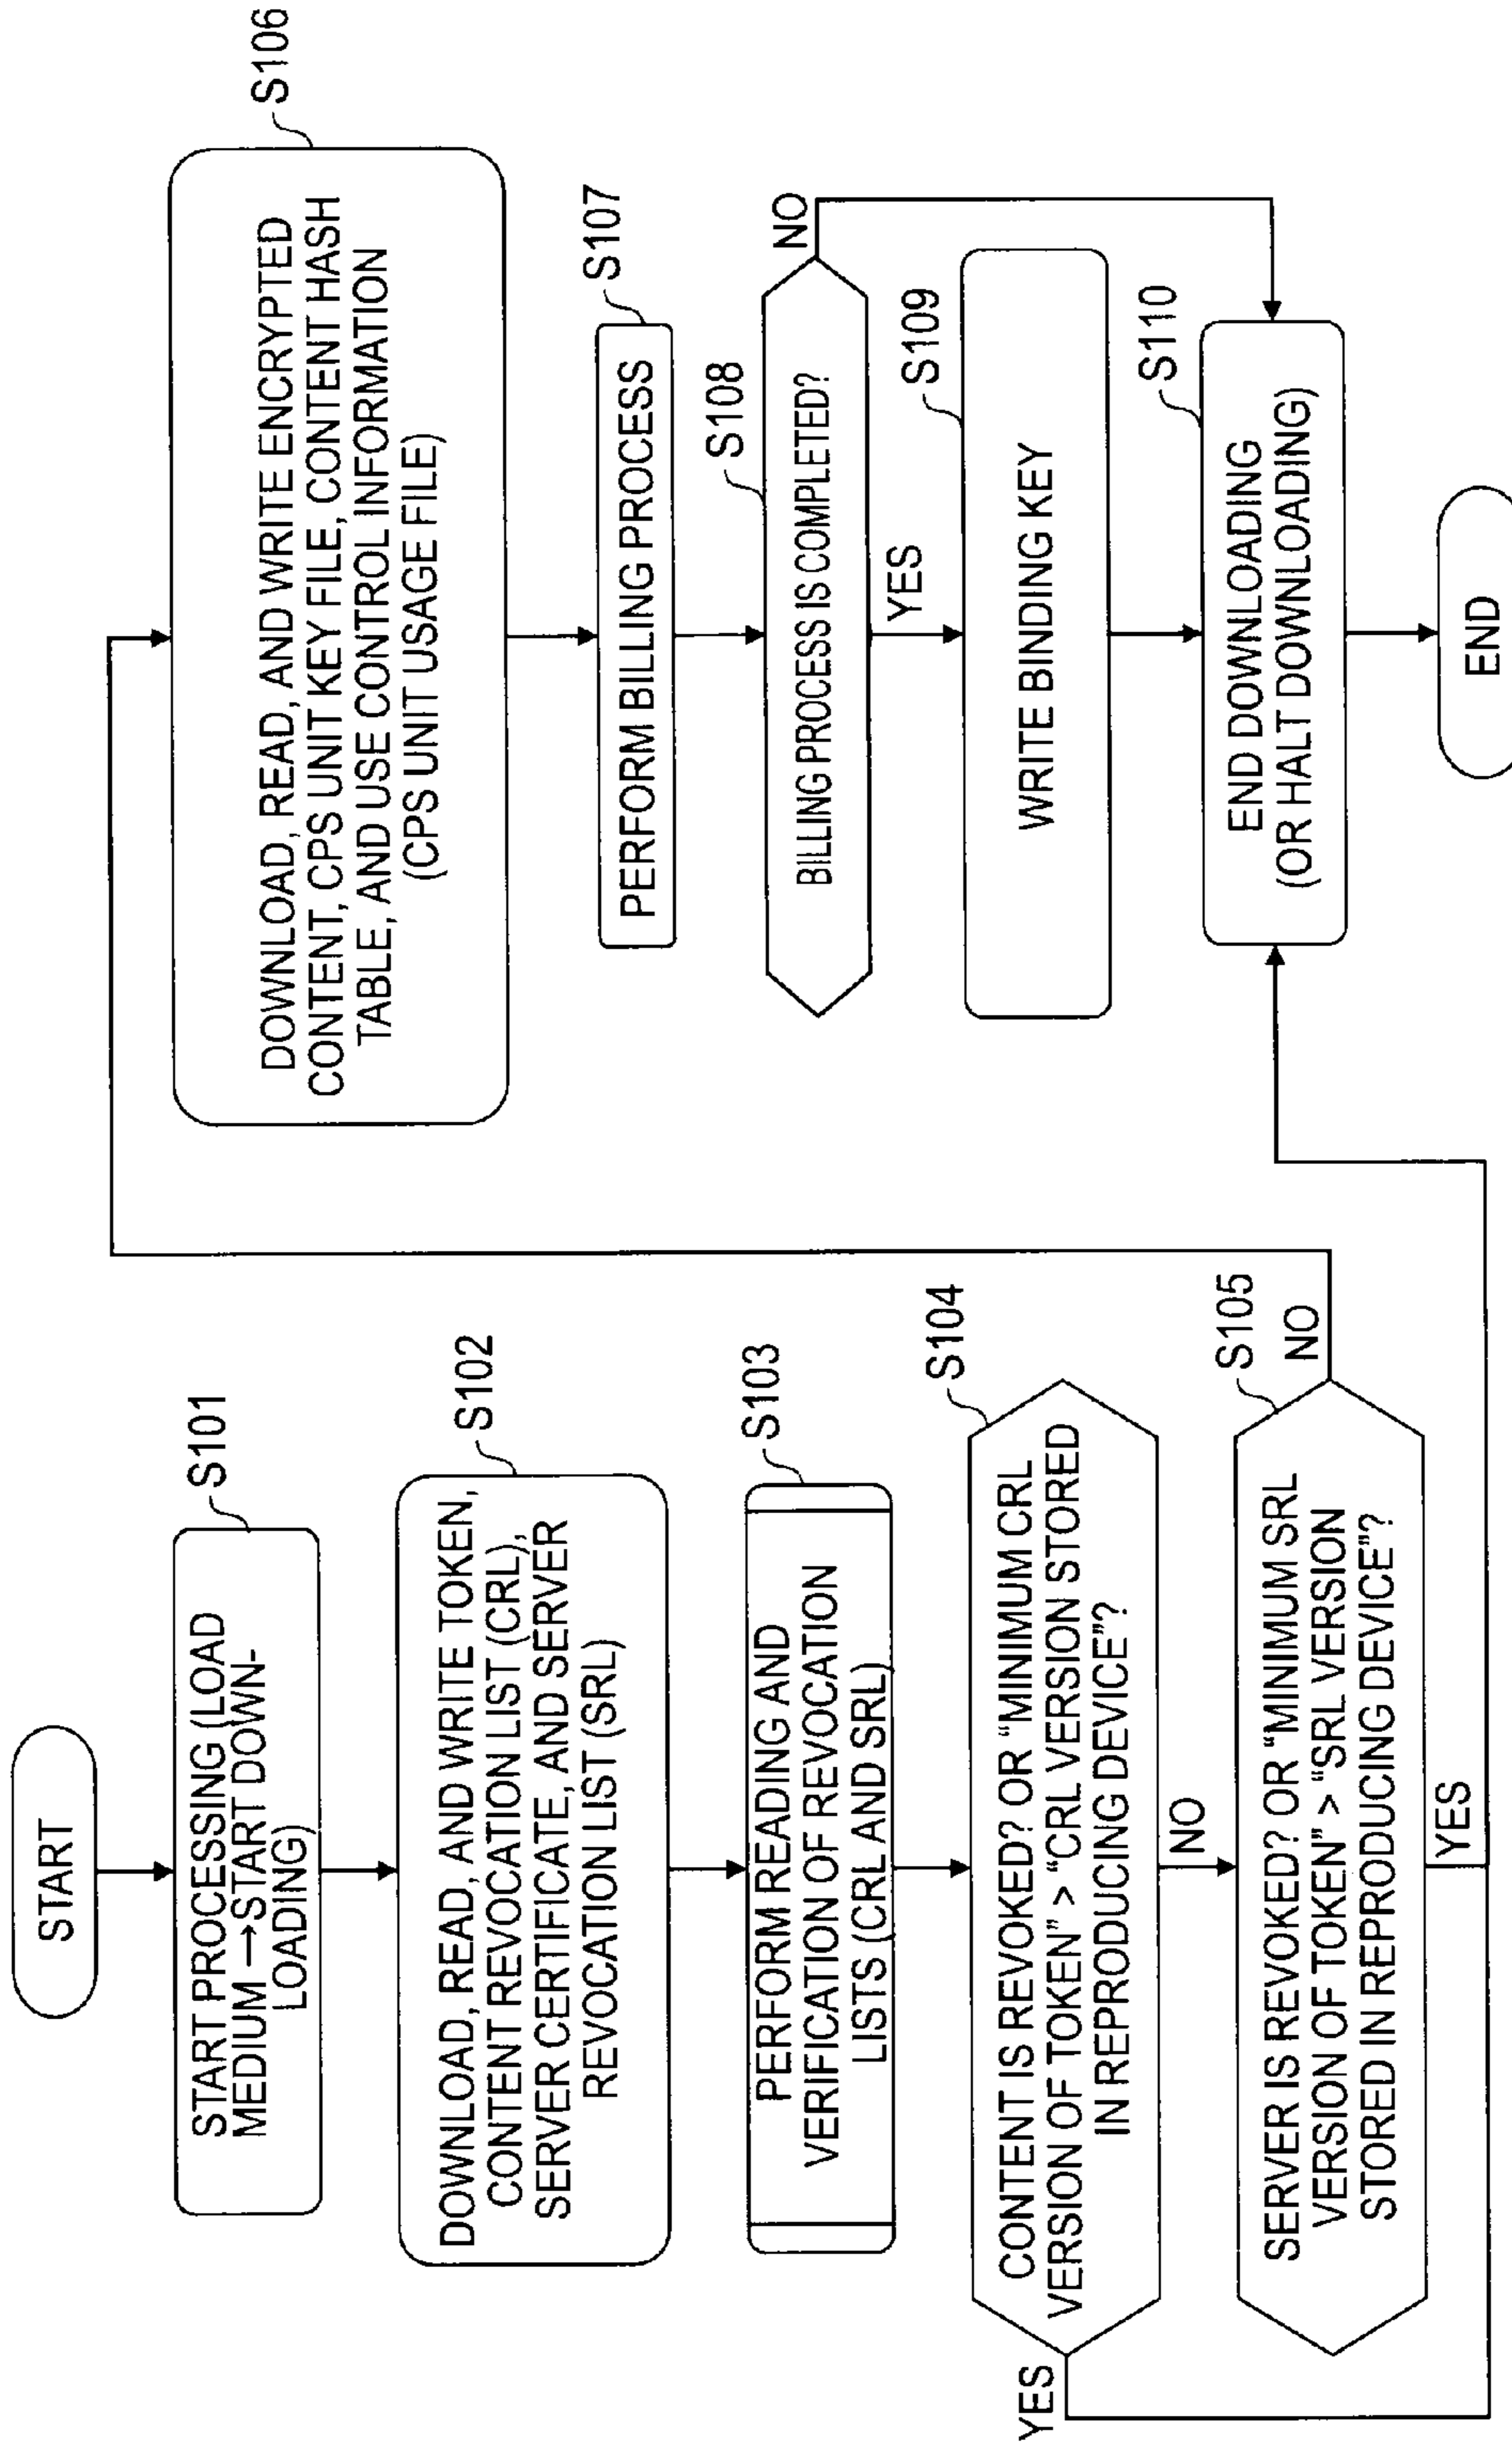 START
S101
START PROCESSING (LOAD
MEDIUM → START DOWN-
LOADING)
S102
DOWNLOAD, READ, AND WRITE TOKEN,
CONTENT REVOCATION LIST (CRL),
SERVER CERTIFICATE, AND SERVER
REVOCATION LIST (SRL)
S103
PERFORM READING AND
VERIFICATION OF REVOCATION
LISTS (CRL AND SRL)
S104
CONTENT IS REVOKED? OR “MINIMUM CRL
VERSION OF TOKEN” > “CRL VERSION STORED
IN REPRODUCING DEVICE”?
YES
NO
S105
SERVER IS REVOKED? OR “MINIMUM SRL
VERSION OF TOKEN” > “SRL VERSION
STORED IN REPRODUCING DEVICE”?
NO
YES
S106
DOWNLOAD, READ, AND WRITE ENCRYPTED
CONTENT, CPS UNIT KEY FILE, CONTENT HASH
TABLE, AND USE CONTROL INFORMATION
(CPS UNIT USAGE FILE)
S107
PERFORM BILLING PROCESS
S108
BILLING PROCESS IS COMPLETED?
NO
YES
S109
WRITE BINDING KEY
S110
END DOWNLOADING
(OR HALT DOWNLOADING)
END